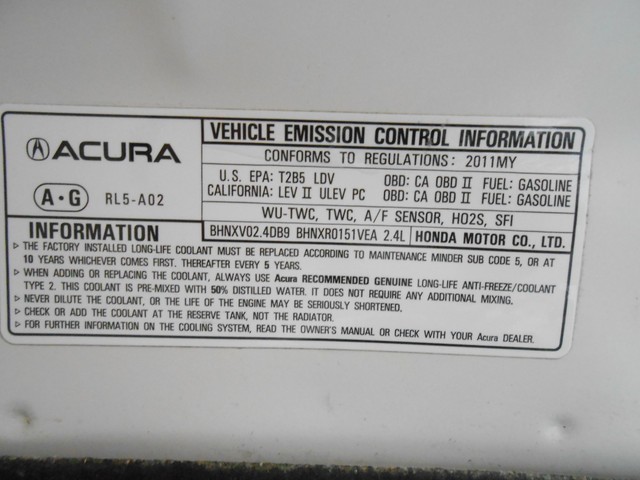 ACURA
A·G RL5-A02
VEHICLE EMISSION CONTROL INFORMATION
CONFORMS TO REGULATIONS: 2011MY
U.S. EPA: T2B5 LDV OBD: CA OBD II FUEL: GASOLINE
CALIFORNIA: LEV II ULEV PC OBD: CA OBD II FUEL: GASOLINE
WU-TWC, TWC, A/F SENSOR, HO2S, SFI
BHNXV02.4DB9 BHNXR0151VEA 2.4L HONDA MOTOR CO., LTD.
INFORMATION
▷ THE FACTORY INSTALLED LONG-LIFE COOLANT MUST BE REPLACED ACCORDING TO MAINTENANCE MINDER SUB CODE 5, OR AT
10 YEARS WHICHEVER COMES FIRST. THEREAFTER EVERY 5 YEARS.
▷ WHEN ADDING OR REPLACING THE COOLANT, ALWAYS USE Acura RECOMMENDED GENUINE LONG-LIFE ANTI-FREEZE/COOLANT
TYPE 2. THIS COOLANT IS PRE-MIXED WITH 50% DISTILLED WATER. IT DOES NOT REQUIRE ANY ADDITIONAL MIXING.
▷ NEVER DILUTE THE COOLANT, OR THE LIFE OF THE ENGINE MAY BE SERIOUSLY SHORTENED.
▷ CHECK OR ADD THE COOLANT AT THE RESERVE TANK, NOT THE RADIATOR.
▷ FOR FURTHER INFORMATION ON THE COOLING SYSTEM, READ THE OWNER'S MANUAL OR CHECK WITH YOUR Acura DEALER.